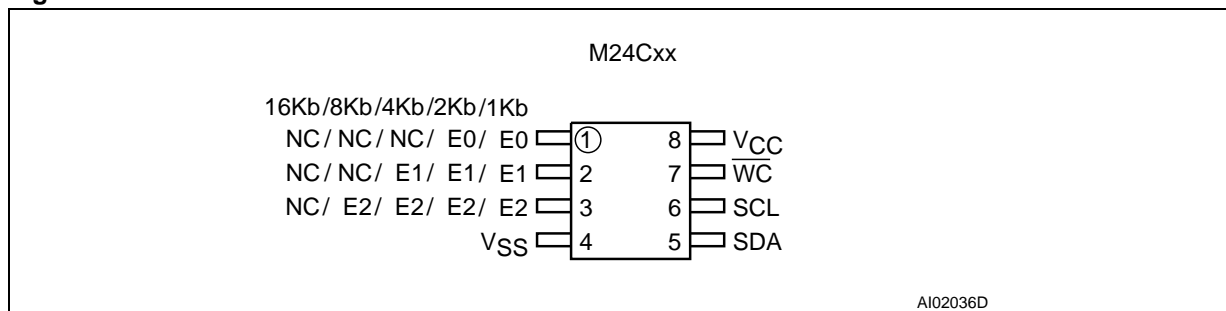 M24Cxx
16Kb/8Kb/4Kb/2Kb/1Kb
NC/ NC/ NC/ E0/ E0 1 8 VCC
NC/ NC/ E1/ E1/ E1 2 7 WC
NC/ E2/ E2/ E2/ E2 3 6 SCL
VSS 4 5 SDA
AI02036D